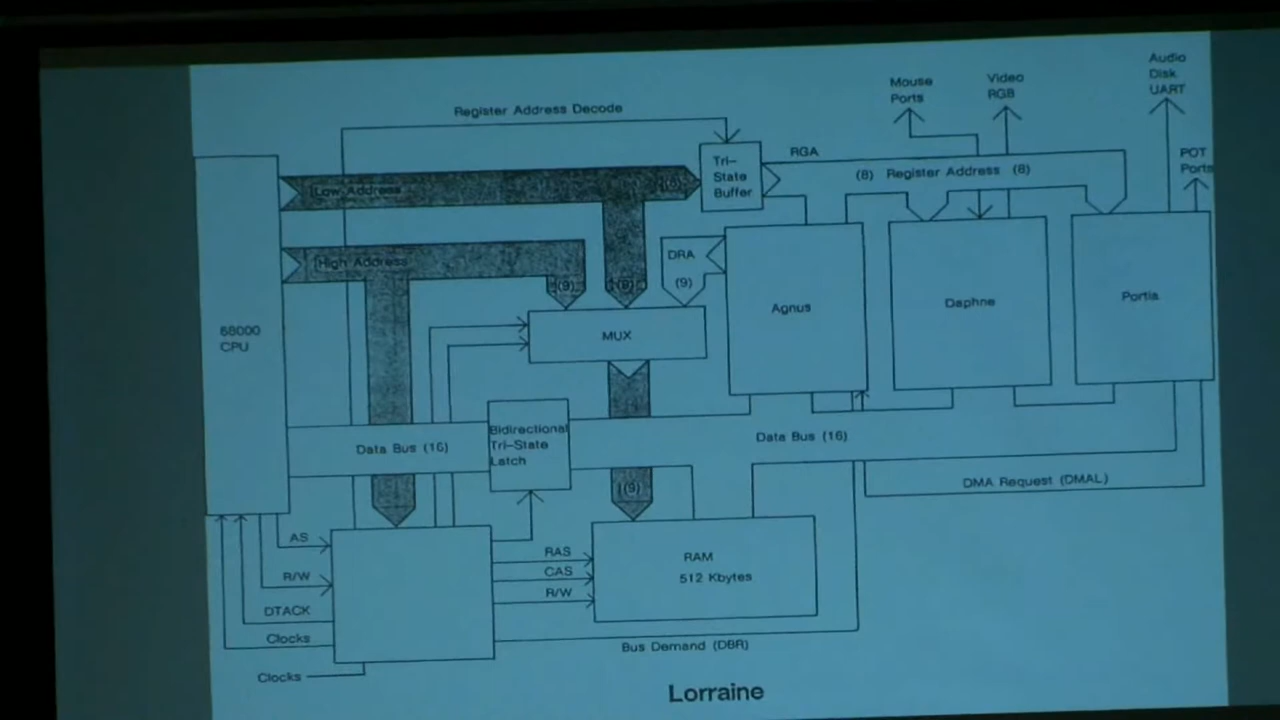 Audio
Disk
UART
Mouse
Ports
Video
RGB
Register Address Decode
POT
Ports
Tri-
State
Buffer
RGA
(8) Register Address (8)
Low Address
(8)
High Address
DRA
(9)
(9)
(9)
Agnus
Daphne
Portia
68000
CPU
MUX
Bidirectional
Tri-State
Latch
Data Bus (16)
Data Bus (16)
(9)
DMA Request (DMAL)
AS
RAS
RAM
CAS
512 Kbytes
R/W
R/W
DTACK
Clocks
Bus Demand (DBR)
Clocks
Lorraine